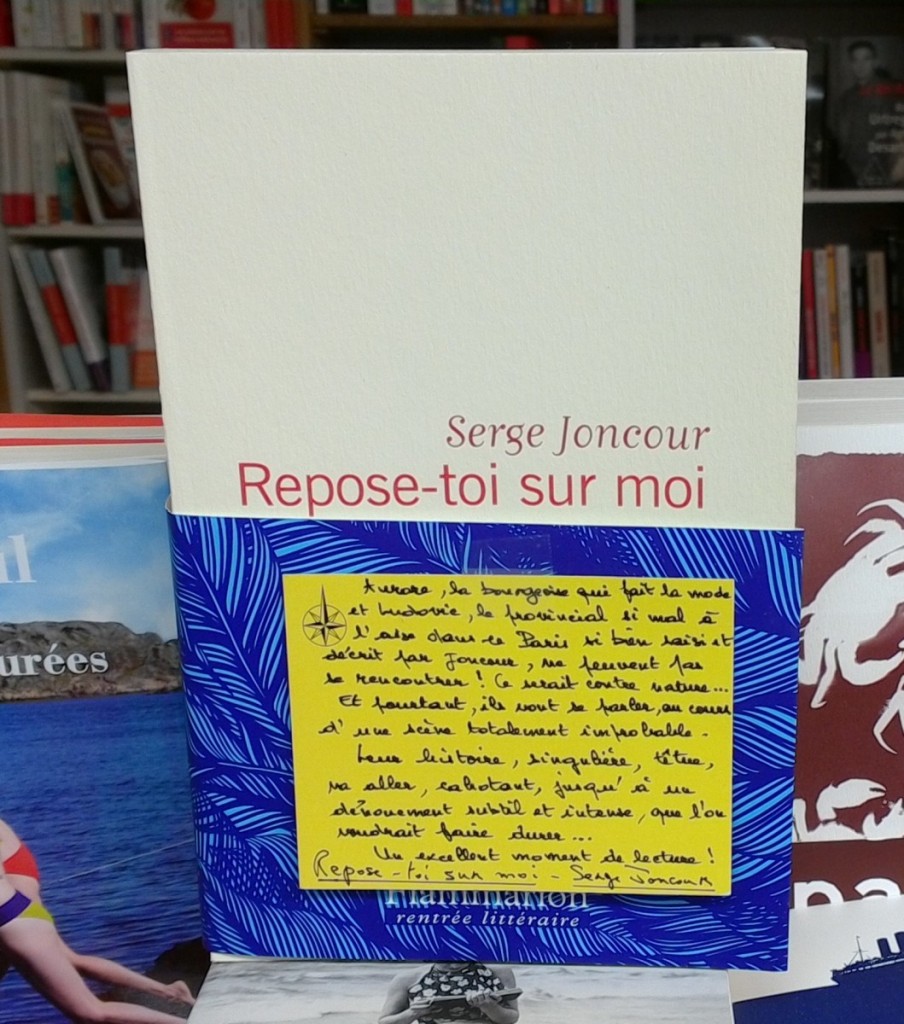 Serge Joncour
Repose-toi sur moi
Aurore, la bourgeoise qui fait la mode
et Ludovic, le provincial si mal à
l'aise dans ce Paris si bien saisi et
décrit par Joncour, ne peuvent pas
se rencontrer ! Ce serait contre nature...
Et pourtant, ils vont se parler, au cours
d'une scène totalement improbable.
Leur histoire, singulière, têtue,
va aller, cahotant, jusqu'à un
dénouement subtil et intense, que l'on
voudrait faire durer...
Un excellent moment de lecture !
Repose-toi sur moi - Serge Joncour
Flammarion
rentrée littéraire
ul
urées
pa